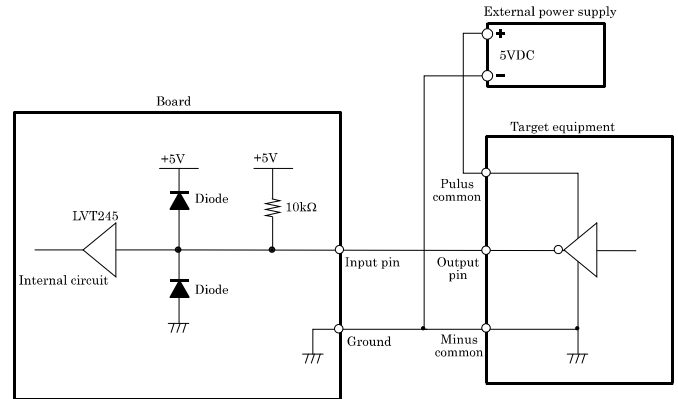 External power supply
+
5VDC
−
Board
Target equipment
+5V
+5V
Pulus
common
Diode
10kΩ
LVT245
Internal circuit
Input pin
Output
pin
Diode
Ground
Minus
common